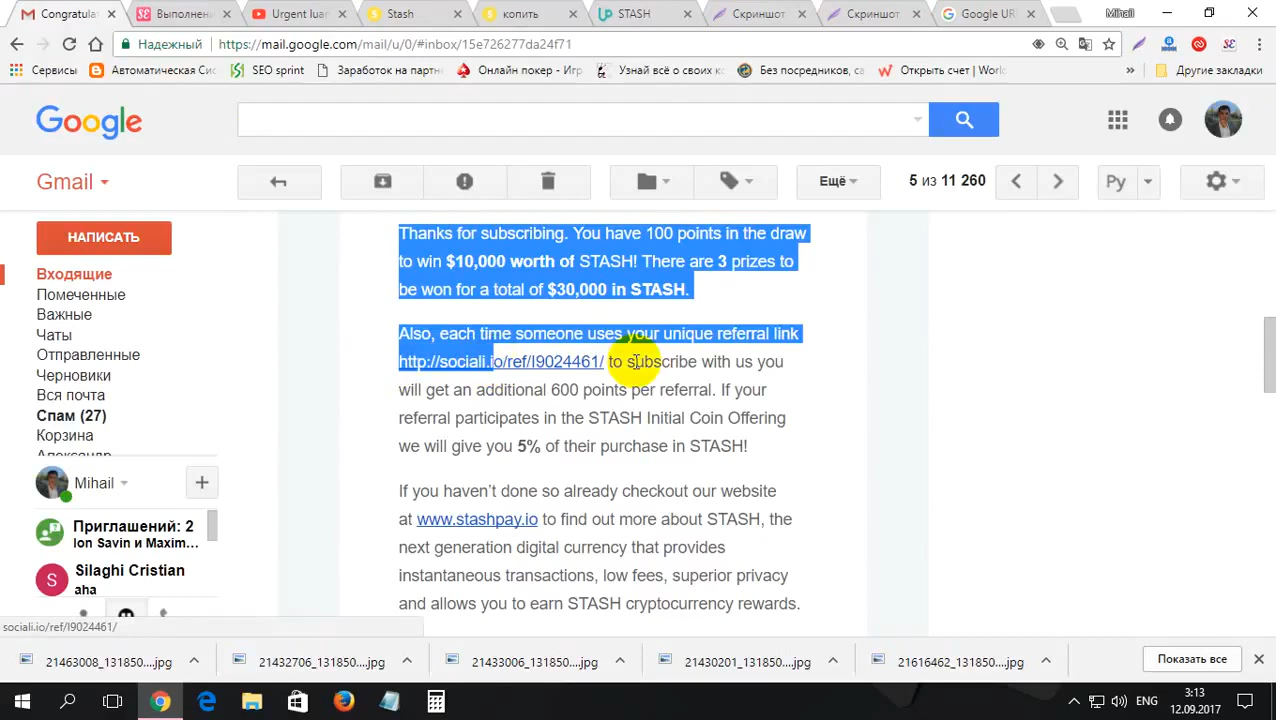 Congratulat
Выполнени
Urgent luar
Stash
копить
STASH
Скриншот
Скриншот
Google UR
Mihail
Надежный
https://mail.google.com/mail/u/0/#inbox/15e726277da24f71
Сервисы
Автоматическая Сис
SEO sprint
Заработок на партн
Онлайн покер - Игр
Узнай всё о своих к
Без посредников, са
Открыть счет | World
Другие закладки
Google
Gmail
Ещё
5 из 11 260
Ру
НАПИСАТЬ
Входящие
Помеченные
Важные
Чаты
Отправленные
Черновики
Вся почта
Спам (27)
Корзина
Александр
Mihail
Приглашений: 2
Ion Savin и Maxim...
S
Silaghi Cristian
aha
Thanks for subscribing. You have 100 points in the draw
to win $10,000 worth of STASH! There are 3 prizes to
be won for a total of $30,000 in STASH.
Also, each time someone uses your unique referral link
http://sociali.io/ref/I9024461/ to subscribe with us you
will get an additional 600 points per referral. If your
referral participates in the STASH Initial Coin Offering
we will give you 5% of their purchase in STASH!
If you haven’t done so already checkout our website
at www.stashpay.io to find out more about STASH, the
next generation digital currency that provides
instantaneous transactions, low fees, superior privacy
and allows you to earn STASH cryptocurrency rewards.
sociali.io/ref/I9024461/
21463008_131850....jpg
21432706_131850....jpg
21433006_131850....jpg
21430201_131850....jpg
21616462_131850....jpg
Показать все
ENG
3:13
12.09.2017